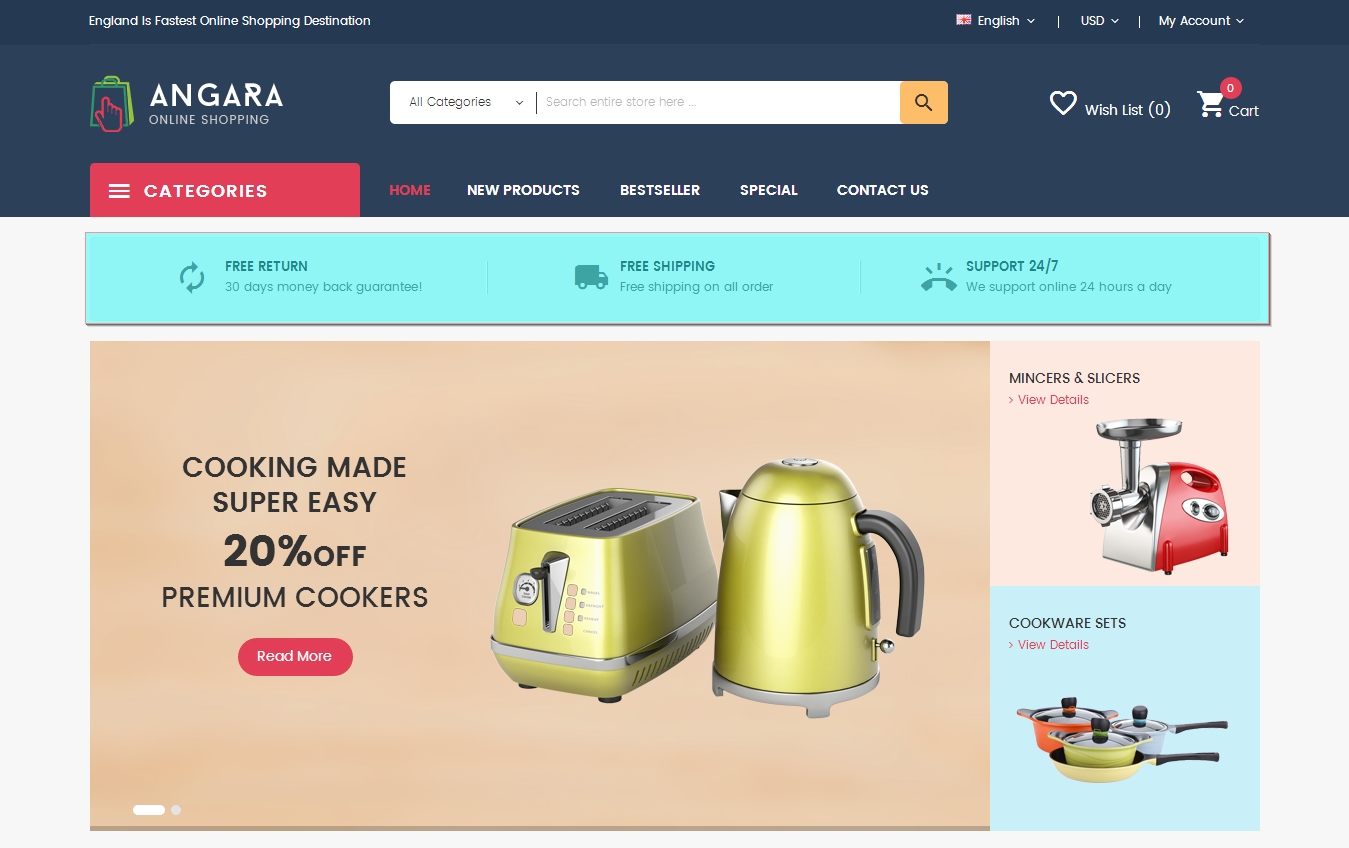 England Is Fastest Online Shopping Destination
English
USD
My Account
ANGARA
ONLINE SHOPPING
All Categories
Search entire store here ...
Wish List (0)
0
Cart
CATEGORIES
HOME
NEW PRODUCTS
BESTSELLER
SPECIAL
CONTACT US
FREE RETURN
30 days money back guarantee!
FREE SHIPPING
Free shipping on all order
SUPPORT 24/7
We support online 24 hours a day
COOKING MADE
SUPER EASY
20%OFF
PREMIUM COOKERS
Read More
MINCERS & SLICERS
View Details
COOKWARE SETS
View Details